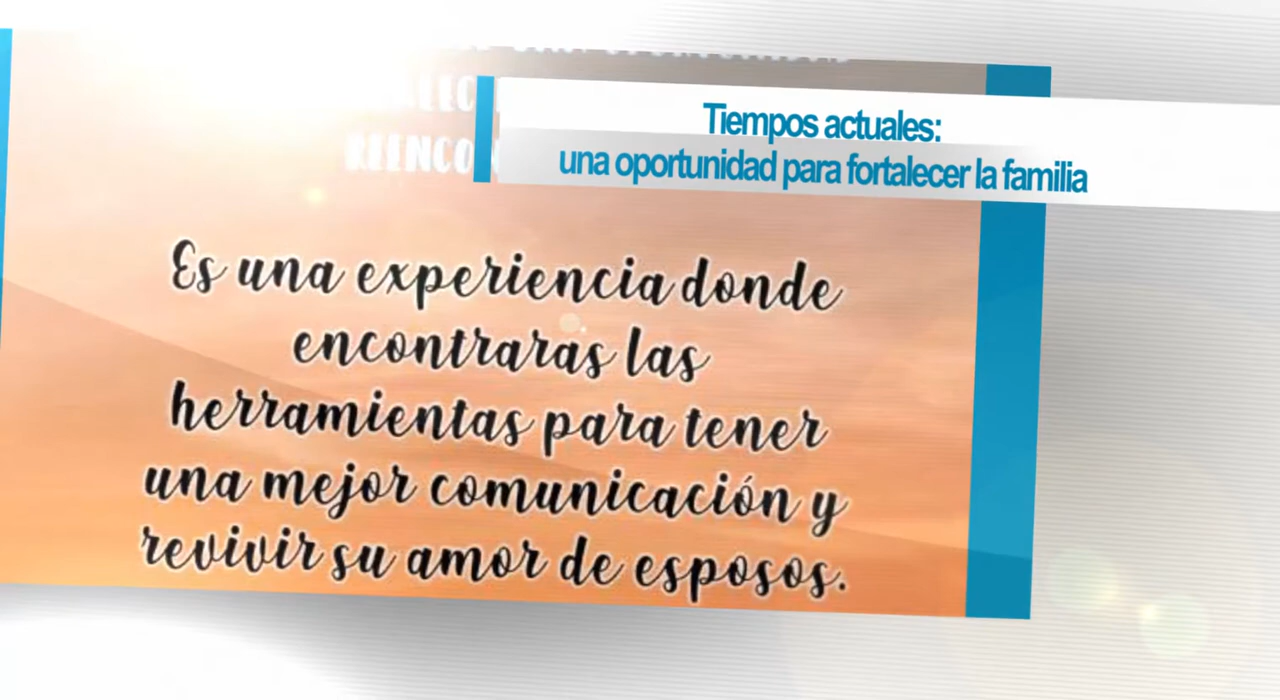 Tiempos actuales:
una oportunidad para fortalecer la familia
Es una experiencia donde
encontraras las
herramientas para tener
una mejor comunicación y
revivir su amor de esposos.